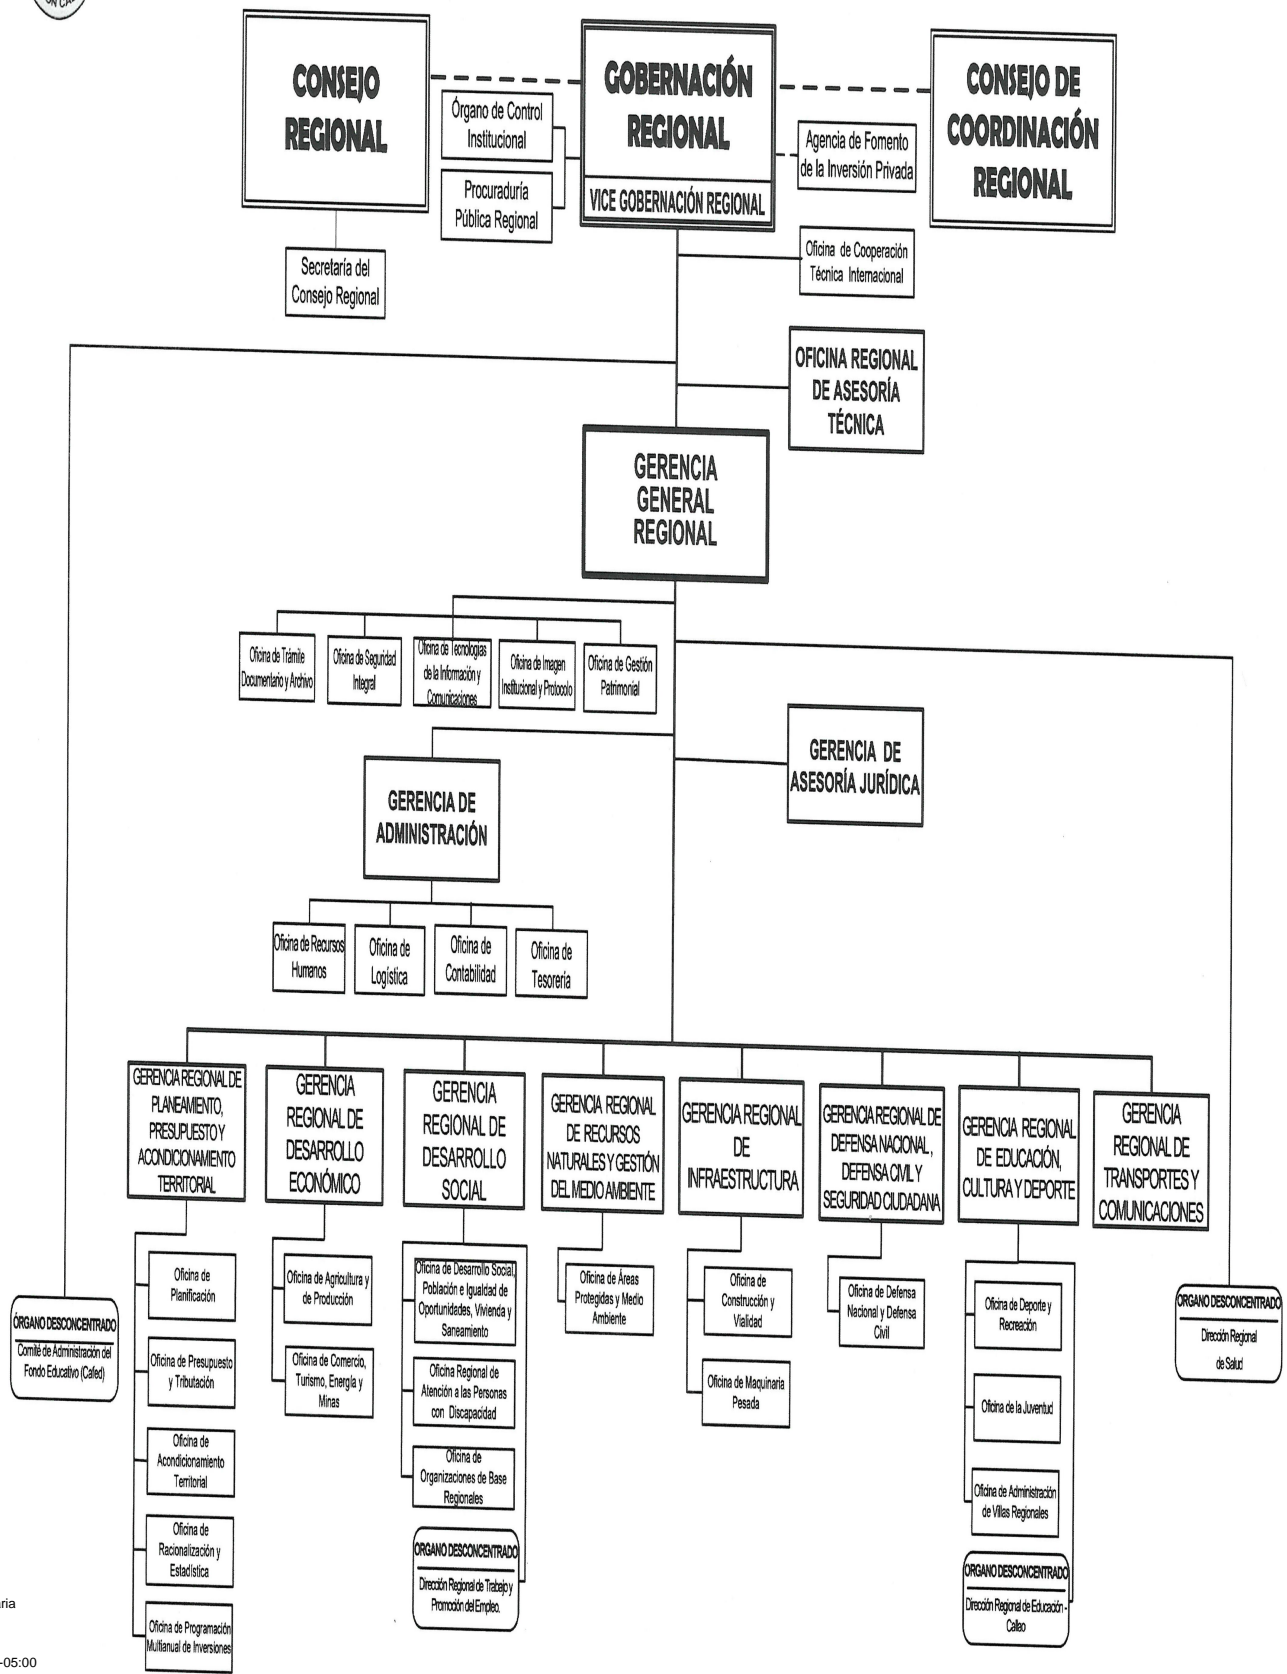 CONSEJO
REGIONAL
GOBERNACIÓN
REGIONAL
VICE GOBERNACIÓN REGIONAL
CONSEJO DE
COORDINACIÓN
REGIONAL
Órgano de Control
Institucional
Procuraduría
Pública Regional
Agencia de Fomento
de la Inversión Privada
Secretaría del
Consejo Regional
Oficina de Cooperación
Técnica Internacional
OFICINA REGIONAL
DE ASESORÍA
TÉCNICA
GERENCIA
GENERAL
REGIONAL
Oficina de Trámite
Documentario y Archivo
Oficina de Seguridad
Integral
Oficina de Tecnologías
de la Información y
Comunicaciones
Oficina de Imagen
Institucional y Protocolo
Oficina de Gestión
Patrimonial
GERENCIA DE
ASESORÍA JURÍDICA
GERENCIA DE
ADMINISTRACIÓN
Oficina de Recursos
Humanos
Oficina de
Logística
Oficina de
Contabilidad
Oficina de
Tesorería
GERENCIA REGIONAL DE
PLANEAMIENTO,
PRESUPUESTO Y
ACONDICIONAMIENTO
TERRITORIAL
GERENCIA
REGIONAL DE
DESARROLLO
ECONÓMICO
GERENCIA
REGIONAL DE
DESARROLLO
SOCIAL
GERENCIA REGIONAL
DE RECURSOS
NATURALES Y GESTIÓN
DEL MEDIO AMBIENTE
GERENCIA REGIONAL
DE
INFRAESTRUCTURA
GERENCIA REGIONAL DE
DEFENSA NACIONAL,
DEFENSA CIVIL Y
SEGURIDAD CIUDADANA
GERENCIA REGIONAL
DE EDUCACIÓN,
CULTURA Y DEPORTE
GERENCIA
REGIONAL DE
TRANSPORTES Y
COMUNICACIONES
ÓRGANO DESCONCENTRADO
Comité de Administración del
Fondo Educativo (Cafed)
Oficina de
Planificación
Oficina de Presupuesto
y Tributación
Oficina de
Acondicionamiento
Territorial
Oficina de
Racionalización y
Estadística
Oficina de Programación
Multianual de Inversiones
Oficina de Agricultura y
de Producción
Oficina de Comercio,
Turismo, Energía y
Minas
Oficina de Desarrollo Social,
Población e Igualdad de
Oportunidades, Vivienda y
Saneamiento
Oficina Regional de
Atención a las Personas
con Discapacidad
Oficina de
Organizaciones de Base
Regionales
ORGANO DESCONCENTRADO
Dirección Regional de Trabajo y
Promoción del Empleo.
Oficina de Áreas
Protegidas y Medio
Ambiente
Oficina de
Construcción y
Vialidad
Oficina de Maquinaria
Pesada
Oficina de Defensa
Nacional y Defensa
Civil
Oficina de Deporte y
Recreación
Oficina de la Juventud
Oficina de Administración
de Villas Regionales
ORGANO DESCONCENTRADO
Dirección Regional de Educación -
Callao
ORGANO DESCONCENTRADO
Dirección Regional
de Salud
-05:00